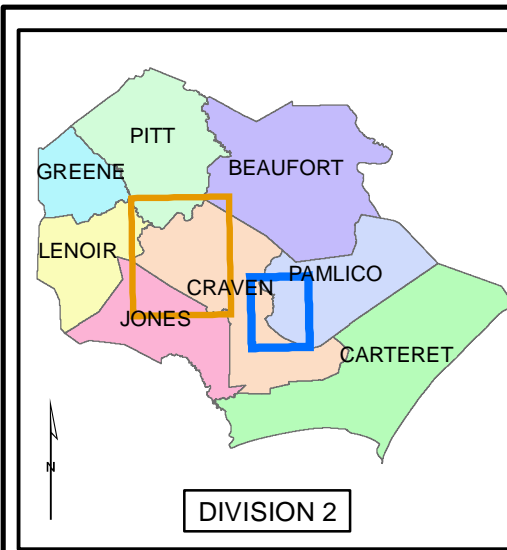 PITT
BEAUFORT
GREENE
LENOIR
PAMLICO
CRAVEN
JONES
CARTERET
N
DIVISION 2